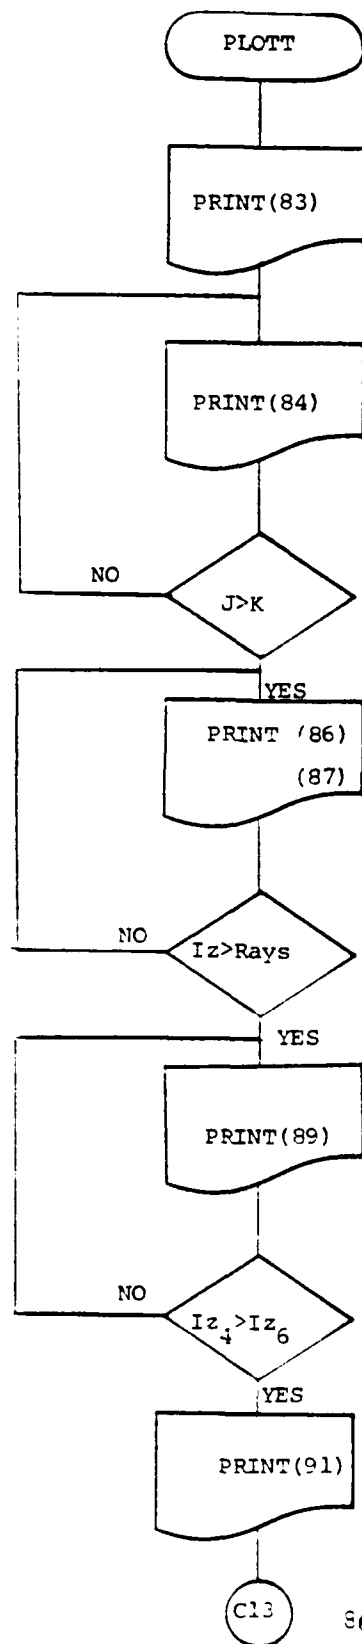 PLOTT
PRINT(83)
PRINT(84)
NO
J>K
YES
PRINT (86)
(87)
NO
Iz>Rays
YES
PRINT(89)
NO
Iz₄>Iz₆
YES
PRINT(91)
C13